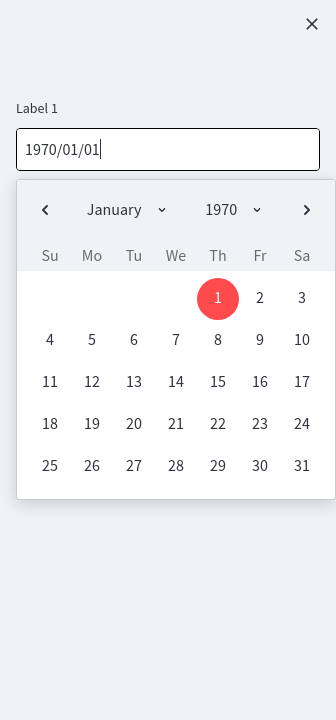 Label 1
1970/01/01
January 1970
Su Mo Tu We Th Fr Sa
1 2 3
4 5 6 7 8 9 10
11 12 13 14 15 16 17
18 19 20 21 22 23 24
25 26 27 28 29 30 31